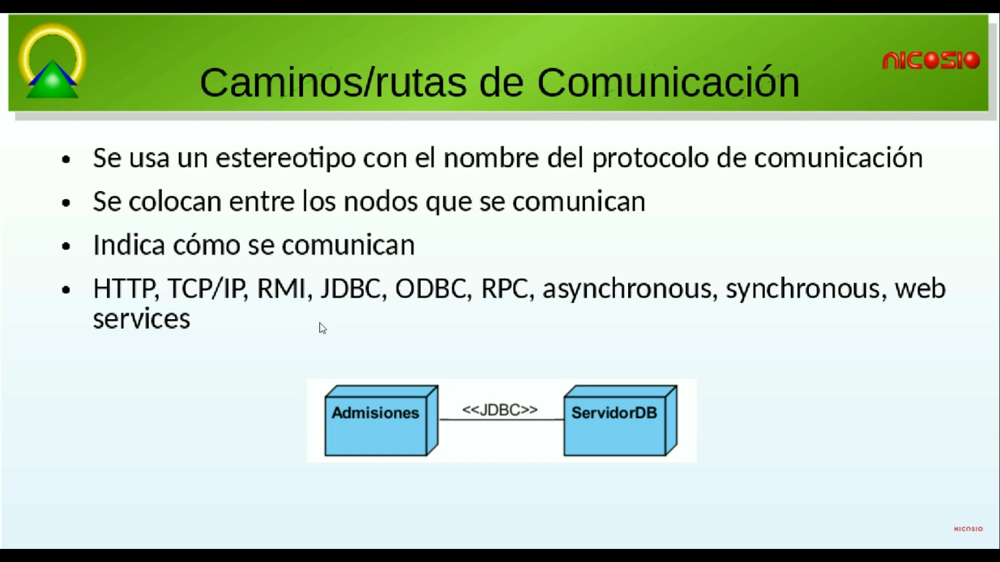 NICOSIO
Caminos/rutas de Comunicación
• Se usa un estereotipo con el nombre del protocolo de comunicación
• Se colocan entre los nodos que se comunican
• Indica cómo se comunican
• HTTP, TCP/IP, RMI, JDBC, ODBC, RPC, asynchronous, synchronous, web
services
Admisiones
<<JDBC>>
ServidorDB
NICOSIO